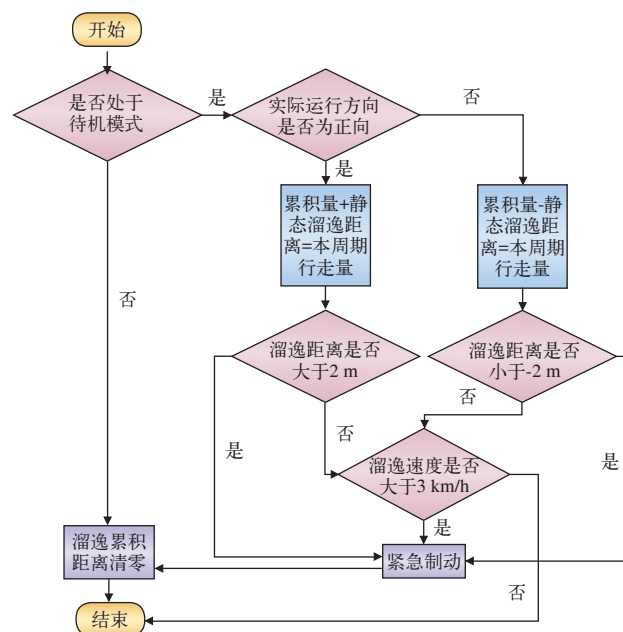 开始
是否处于
待机模式
是
实际运行方向
是否为正向
否
是
累积量+静
态溜逸距
离=本周期
行走量
累积量-静
态溜逸距
离=本周期
行走量
否
溜逸距离是否
大于2 m
溜逸距离是否
小于-2 m
是
否
否
溜逸速度是否
大于3 km/h
是
是
溜逸累积
距离清零
紧急制动
否
结束